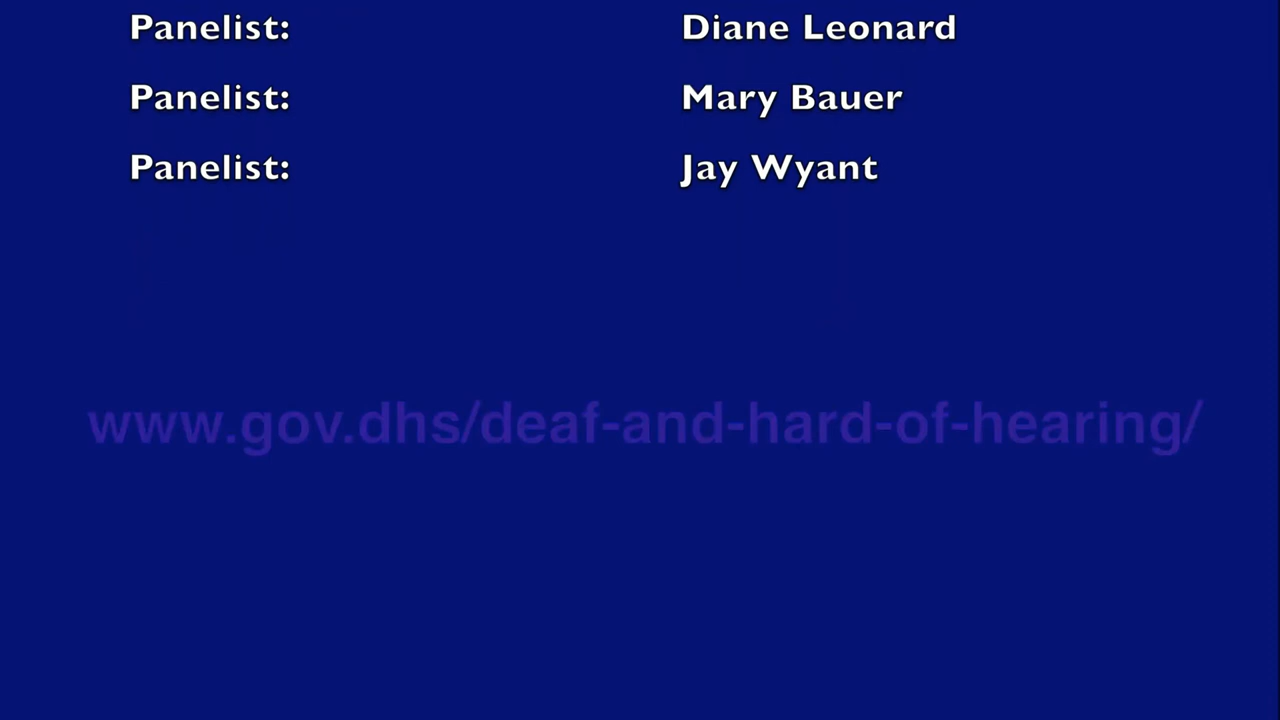 Panelist: Diane Leonard
Panelist: Mary Bauer
Panelist: Jay Wyant
www.gov.dhs/deaf-and-hard-of-hearing/